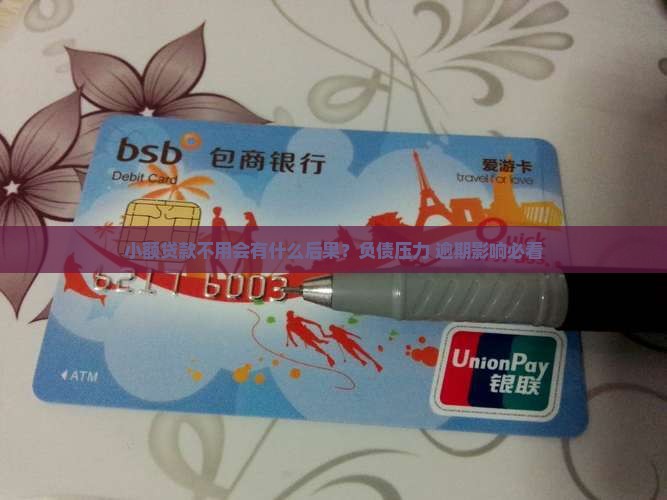 bsb 包商银行
Debit Card
爱游卡
travel for love
小额贷款不用会有什么后果？负债压力 逾期影响必看
6217 6003
ATM
UnionPay
银联